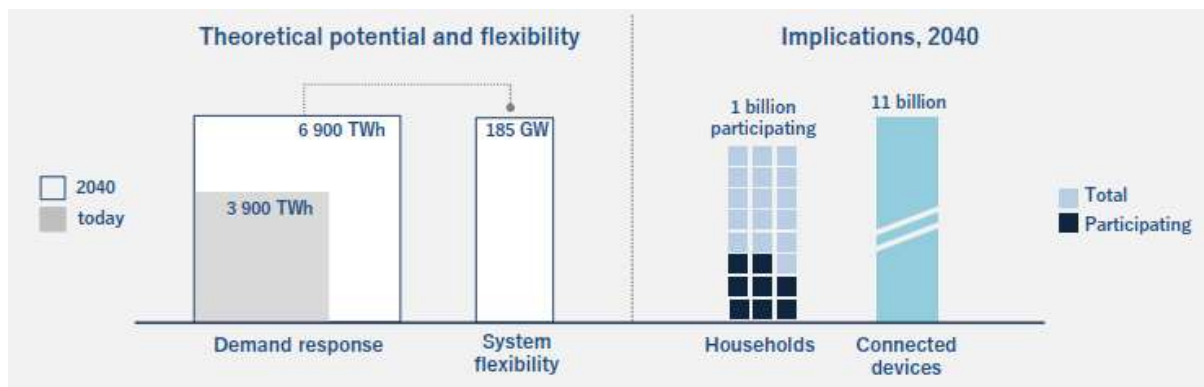 Theoretical potential and flexibility
Implications, 2040
6 900 TWh
185 GW
3 900 TWh
2040
today
1 billion
participating
11 billion
Total
Participating
Demand response
System
flexibility
Households
Connected
devices